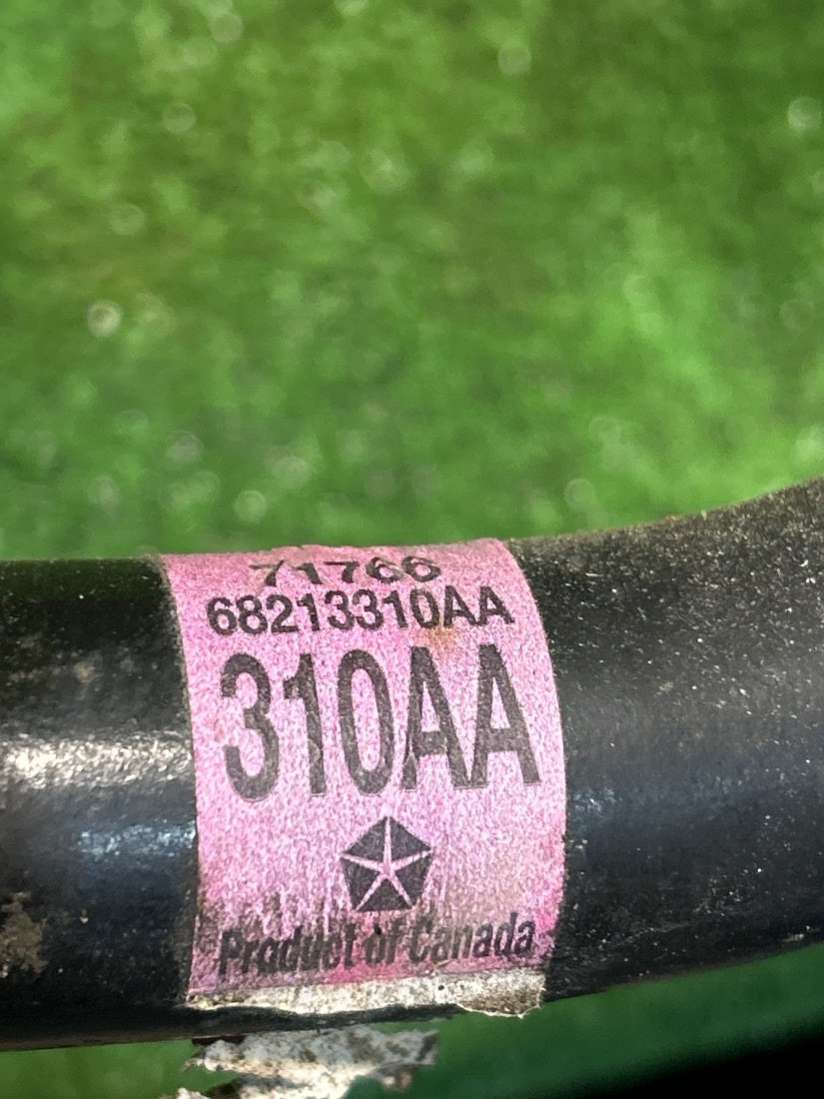 71766
68213310AA
310AA
Product of Canada